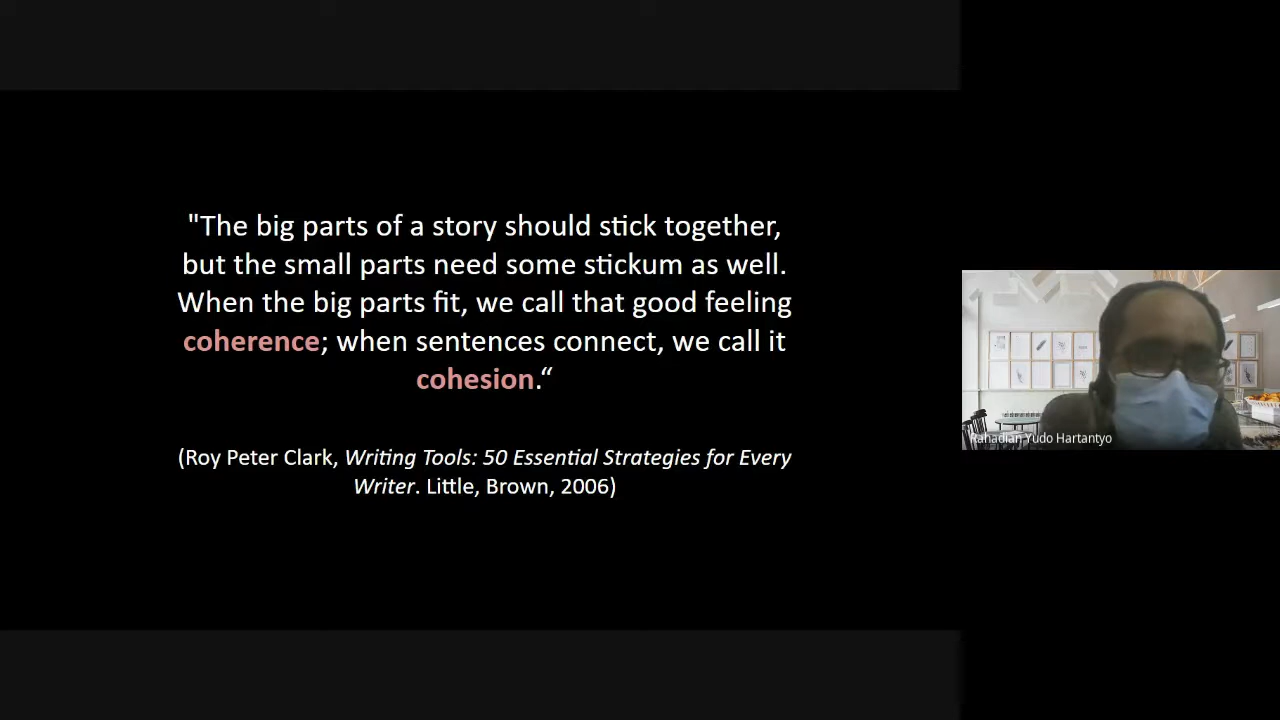 "The big parts of a story should stick together,
but the small parts need some stickum as well.
When the big parts fit, we call that good feeling
coherence; when sentences connect, we call it
cohesion.“
(Roy Peter Clark, Writing Tools: 50 Essential Strategies for Every
Writer. Little, Brown, 2006)
Rahadian Yudo Hartantyo